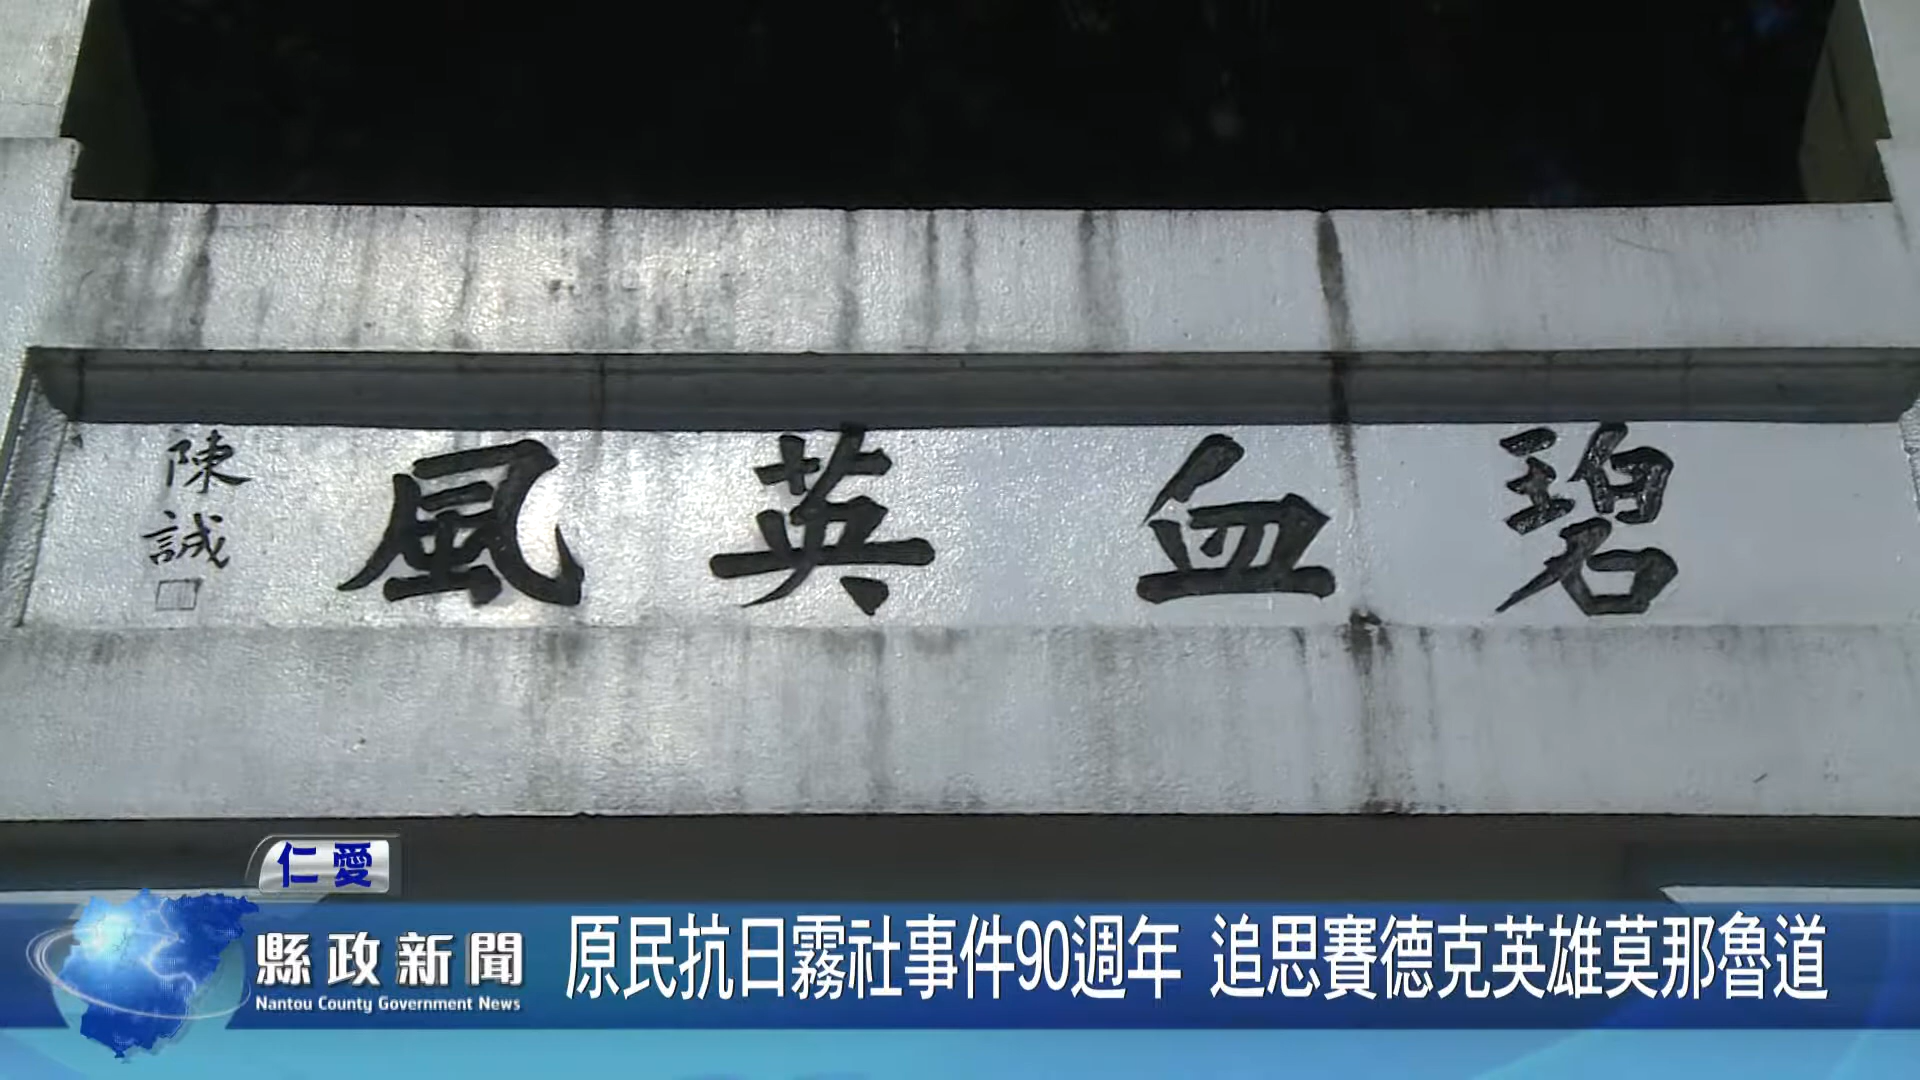 碧血英風
陳誠
仁愛
縣政新聞
Nantou County Government News
原民抗日霧社事件90週年 追思賽德克英雄莫那魯道